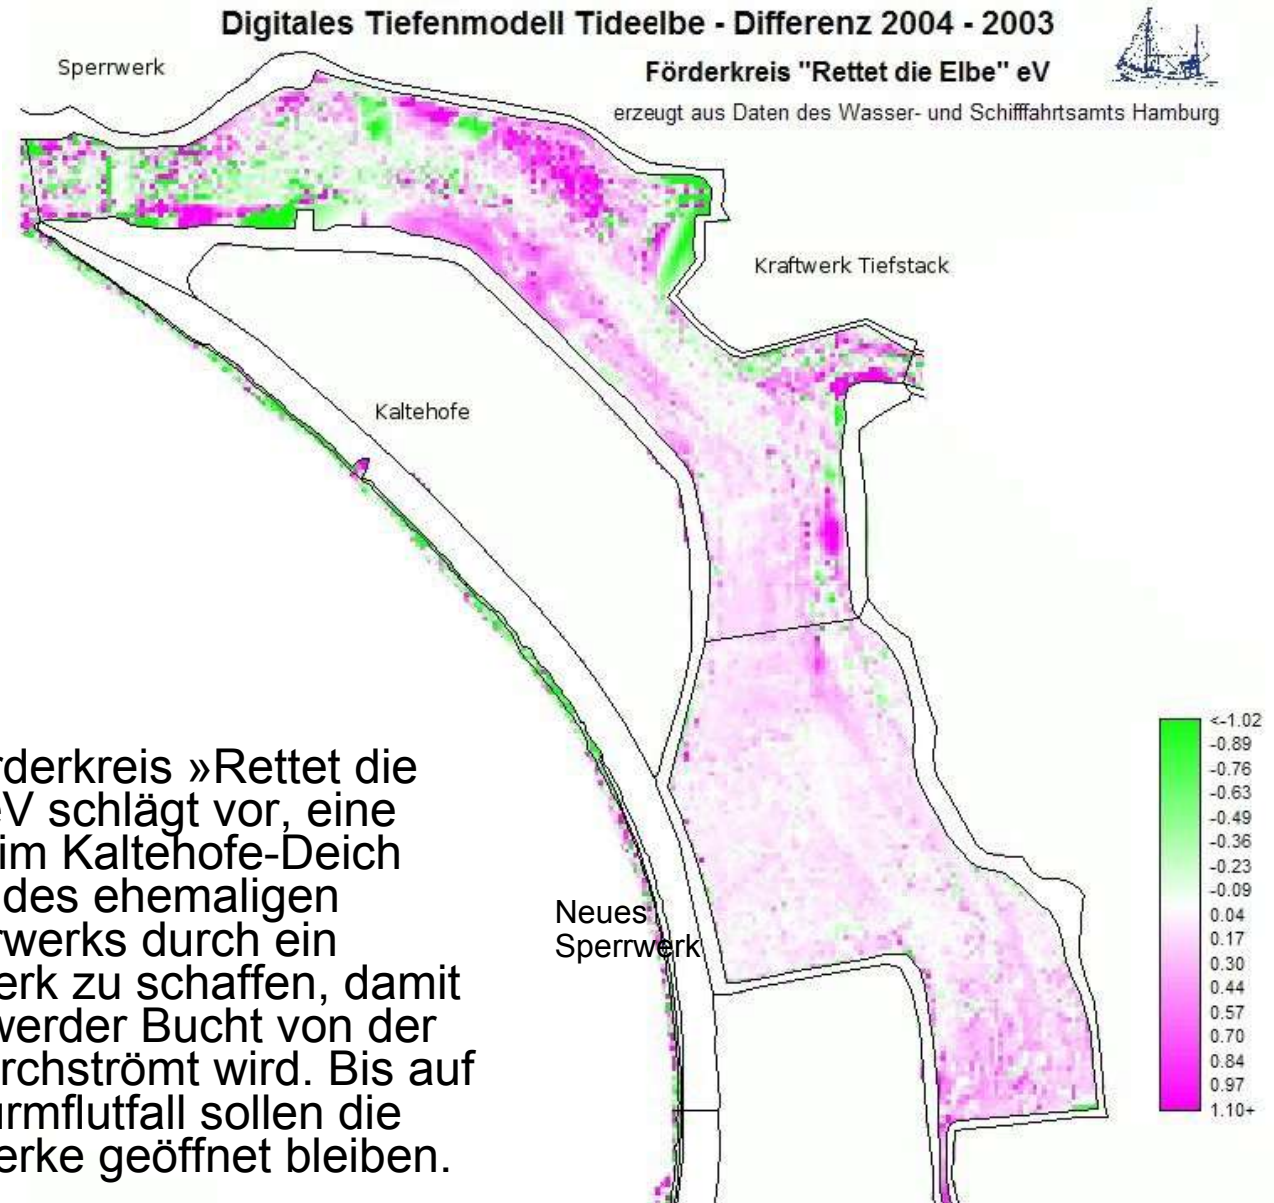 Digitales Tiefenmodell Tideelbe - Differenz 2004 - 2003
Förderkreis "Rettet die Elbe" eV
erzeugt aus Daten des Wasser- und Schifffahrtsamts Hamburg
Sperrwerk
Kraftwerk Tiefstack
Kaltehofe
Neues
Sperrwerk
rderkreis »Rettet die
eV schlägt vor, eine
im Kaltehofe-Deich
des ehemaligen
rwerks durch ein
erk zu schaffen, damit
werder Bucht von der
rchströmt wird. Bis auf
urmflutfall sollen die
erke geöffnet bleiben.
<-1.02
-0.89
-0.76
-0.63
-0.49
-0.36
-0.23
-0.09
0.04
0.17
0.30
0.44
0.57
0.70
0.84
0.97
1.10+